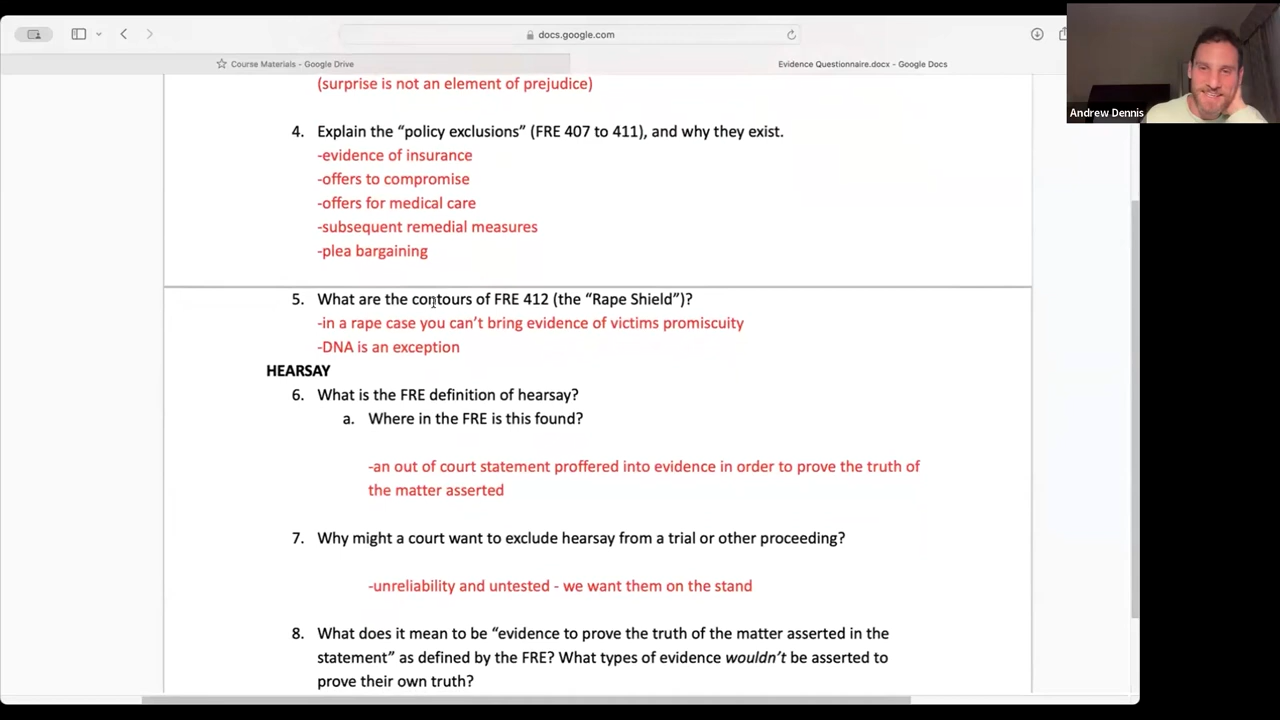 docs.google.com
Course Materials - Google Drive
Evidence Questionnaire.docx - Google Docs
Andrew Dennis
(surprise is not an element of prejudice)
4. Explain the “policy exclusions” (FRE 407 to 411), and why they exist.
-evidence of insurance
-offers to compromise
-offers for medical care
-subsequent remedial measures
-plea bargaining
5. What are the contours of FRE 412 (the “Rape Shield”)?
-in a rape case you can’t bring evidence of victims promiscuity
-DNA is an exception
HEARSAY
6. What is the FRE definition of hearsay?
a. Where in the FRE is this found?
-an out of court statement proffered into evidence in order to prove the truth of
the matter asserted
7. Why might a court want to exclude hearsay from a trial or other proceeding?
-unreliability and untested - we want them on the stand
8. What does it mean to be “evidence to prove the truth of the matter asserted in the
statement” as defined by the FRE? What types of evidence wouldn’t be asserted to
prove their own truth?